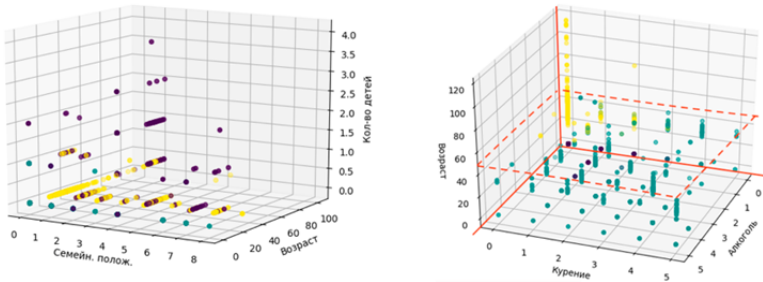 4.0
3.5
3.0
2.5
2.0
1.5
1.0
0.5
0.0
Кол-во детей
0 1 2 3 4 5 6 7 8
Семейн. полож.
0 20 40 60 80 100
Возраст
120
100
80
60
40
20
0
Возраст
0 1 2 3 4 5
Курение
0
1
2
3
4
5
Алкоголь